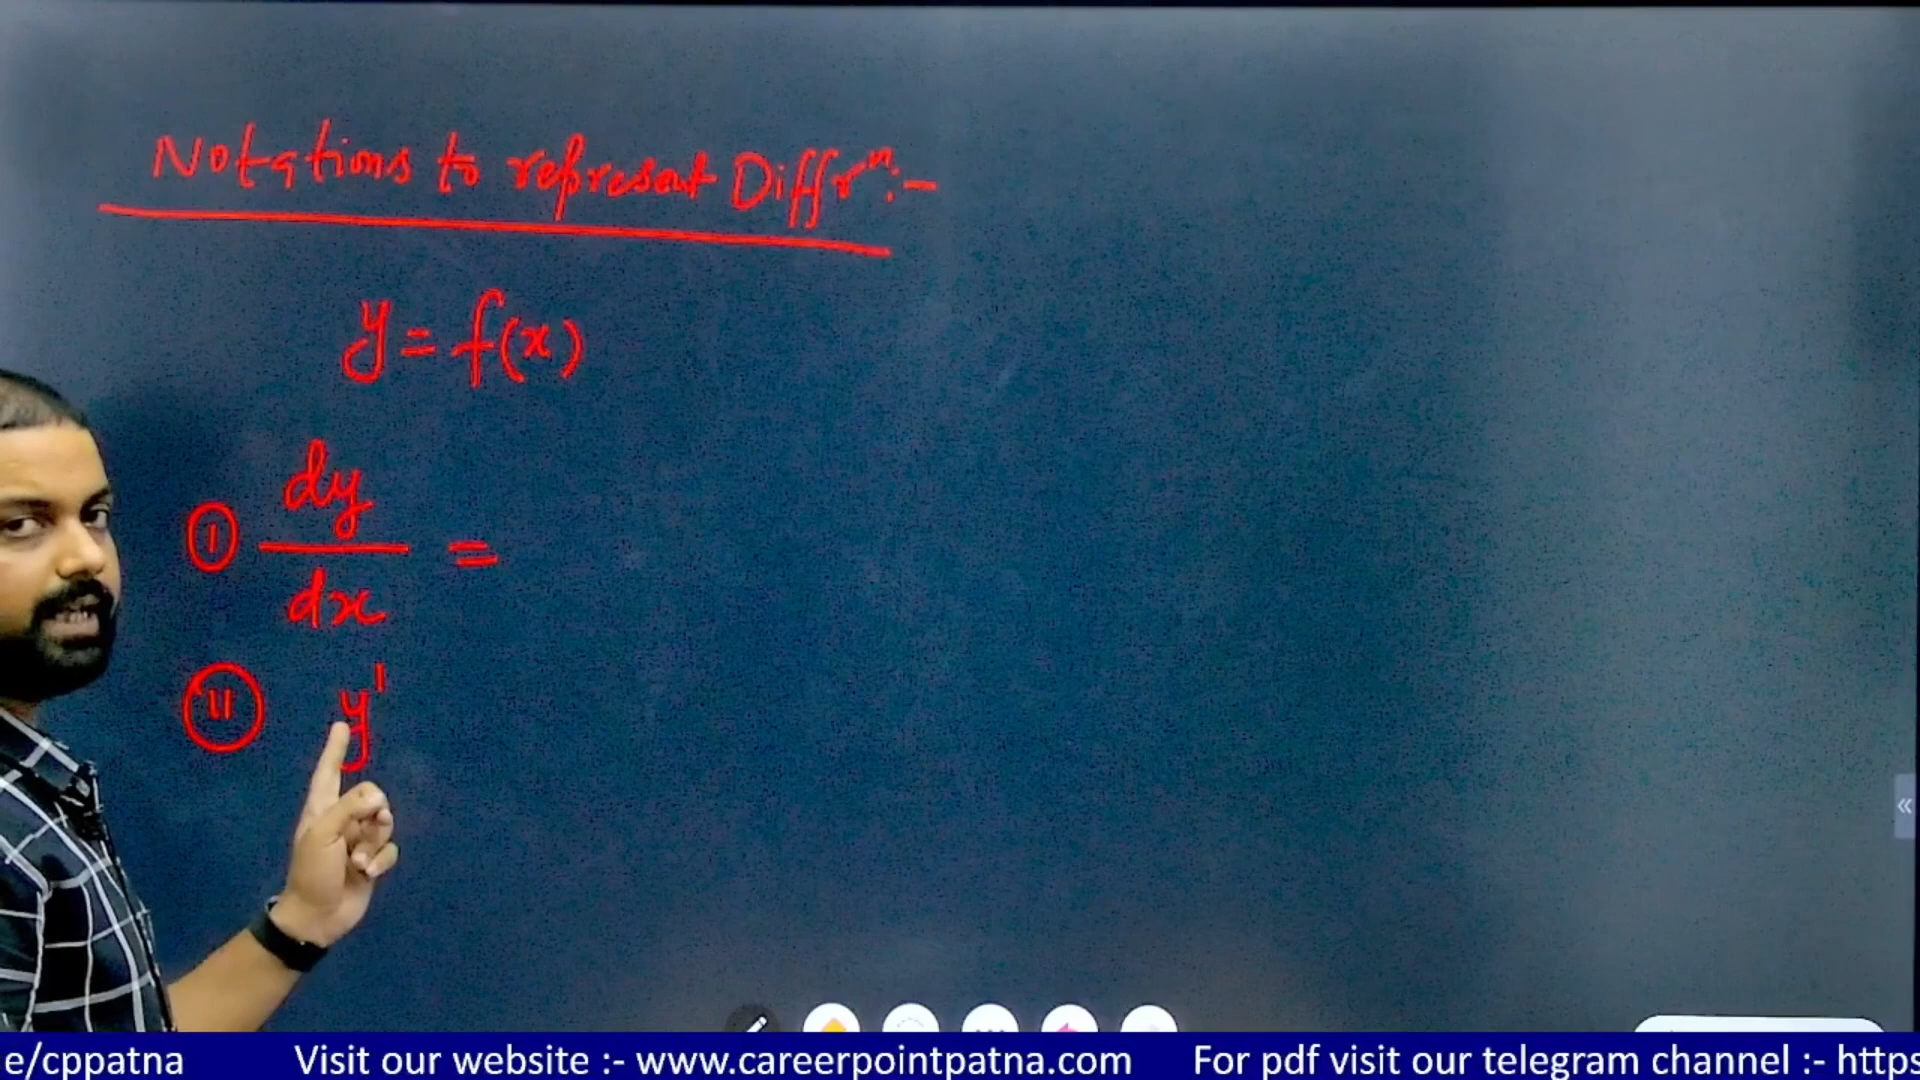 Notations to represent Diffrⁿ:-
y = f(x)
① dy/dx =
ⓘⓘ y'
«
e/cppatna Visit our website :- www.careerpointpatna.com For pdf visit our telegram channel :- https